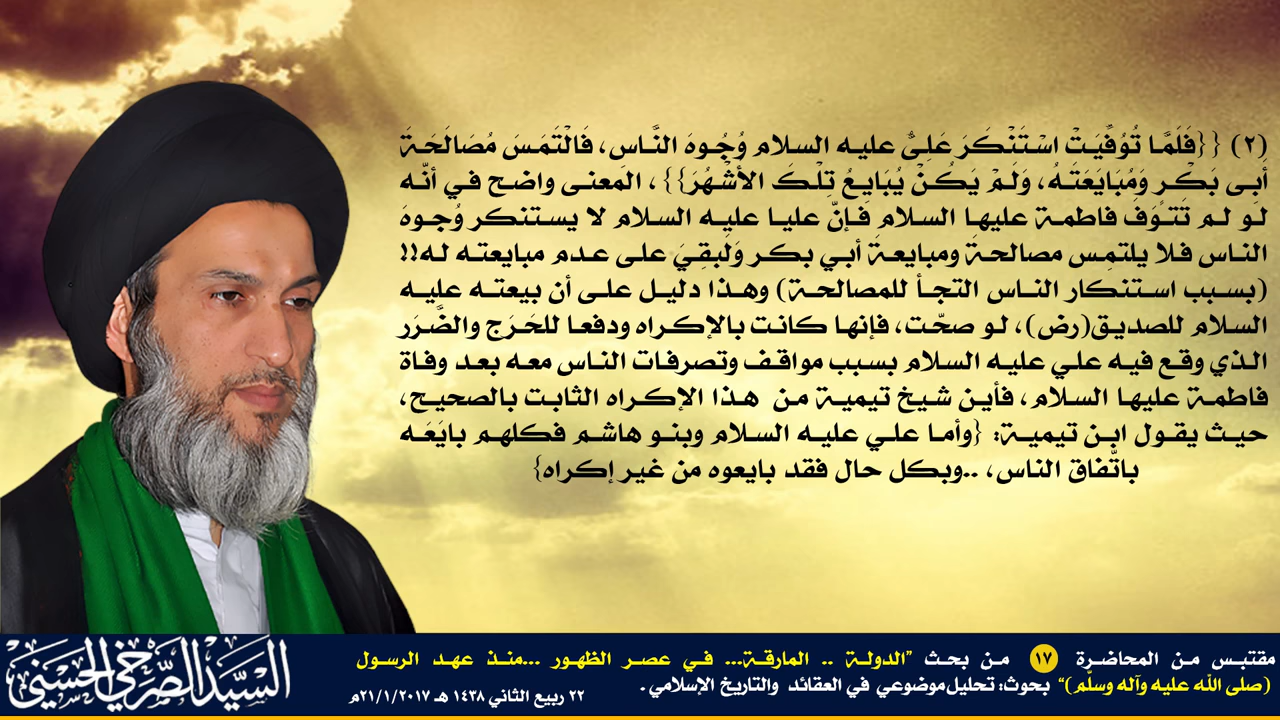 (٢) {{فَلَمَّا تُوُفِّيَتْ اسْتَنْكَرَ عَلِيٌّ عليه السلام وُجُوهَ النَّاسِ، فَالْتَمَسَ مُصَالَحَةَ
أَبِي بَكْرٍ وَمُبَايَعَتَهُ، وَلَمْ يَكُنْ يُبَايِعُ تِلْكَ الأَشْهُرَ}}، المعنى واضح في أنّه
لو لم تَتَوَفَّ فاطمة عليها السلام فإنّ عليا عليه السلام لا يستنكر وُجوهَ
الناس فلا يلتمِس مصالحةَ ومبايعةَ أبي بكر وَلَبقِيَ على عدم مبايعته له!!
(بسبب استنكار الناس التجأ للمصالحة) وهذا دليل على أن بيعته عليه
السلام للصديق(رض)، لو صحّت، فإنها كانت بالإكراه ودفعا للحَرَج والضَّرَر
الذي وقع فيه علي عليه السلام بسبب مواقف وتصرفات الناس معه بعد وفاة
فاطمة عليها السلام، فأين شيخ تيمية من هذا الإكراه الثابت بالصحيح،
حيث يقول ابن تيمية: {وأما علي عليه السلام وبنو هاشم فكلهم بايَعَه
باتّفاق الناس، ..وبكل حال فقد بايعوه من غير إكراه}
مقتبس من المحاضرة ١٧ من بحث "الدولة .. المارقة... في عصر الظهور ...منذ عهد الرسول
(صلى الله عليه وآله وسلّم)" بحوث: تحليل موضوعي في العقائد والتاريخ الإسلامي.
٢٢ ربيع الثاني ١٤٣٨ هـ ٢١/١/٢٠١٧م
السيد الصرخي الحسني